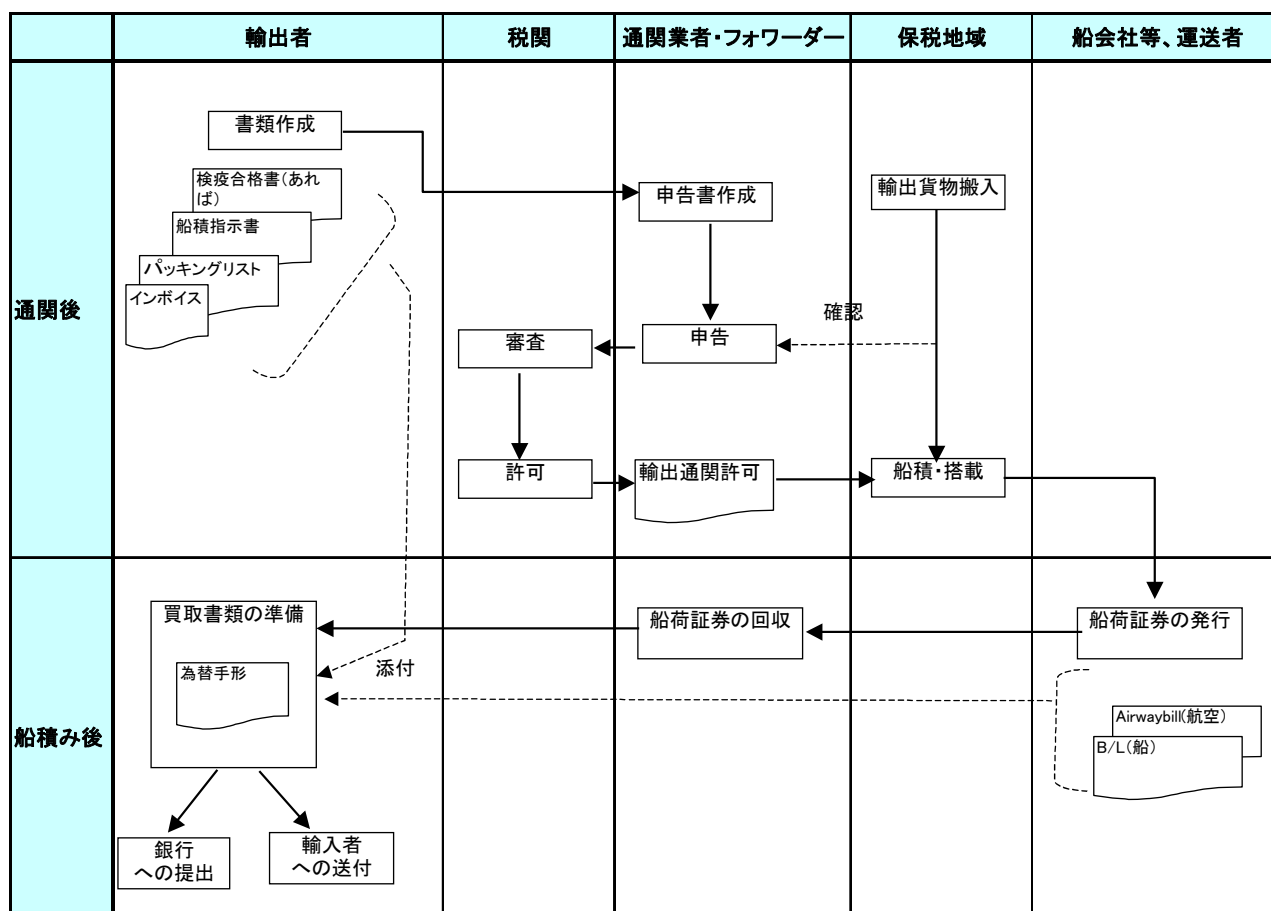 輸出者
税関
通関業者・フォワーダー
保税地域
船会社等、運送者
通関後
書類作成
検疫合格書(あれ
ば)
船積指示書
パッキングリスト
インボイス
申告書作成
輸出貨物搬入
確認
審査
申告
許可
輸出通関許可
船積・搭載
船積み後
買取書類の準備
為替手形
添付
船荷証券の回収
船荷証券の発行
Airwaybill(航空)
B/L(船)
銀行
への提出
輸入者
への送付